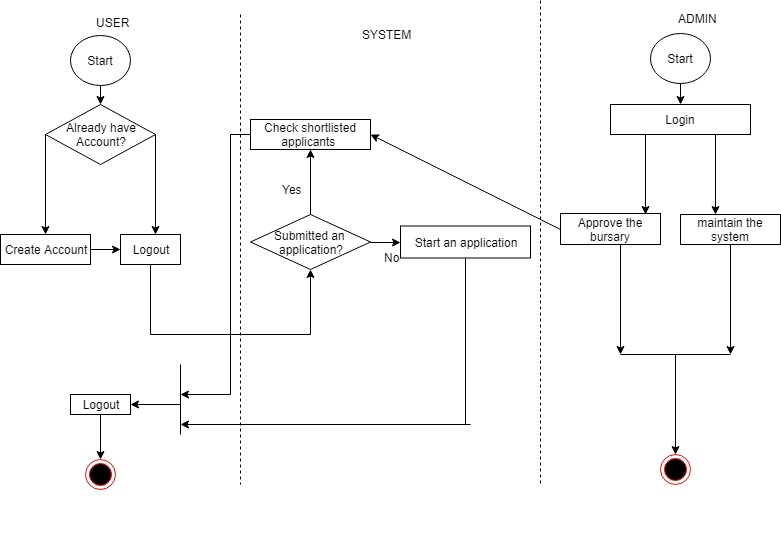 USER
SYSTEM
ADMIN
Start
Start
Already have
Account?
Check shortlisted
applicants
Login
Yes
Create Account
Logout
Submitted an
application?
No
Start an application
Approve the
bursary
maintain the
system
Logout